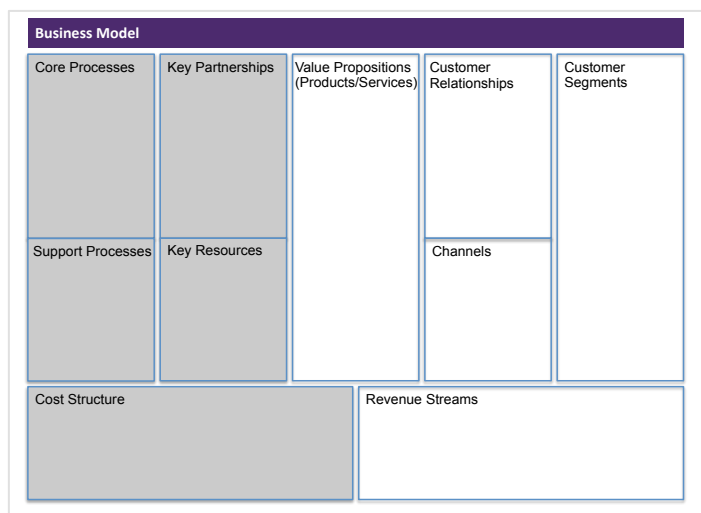 Business Model
Core Processes
Key Partnerships
Value Propositions
(Products/Services)
Customer
Relationships
Customer
Segments
Support Processes
Key Resources
Channels
Cost Structure
Revenue Streams